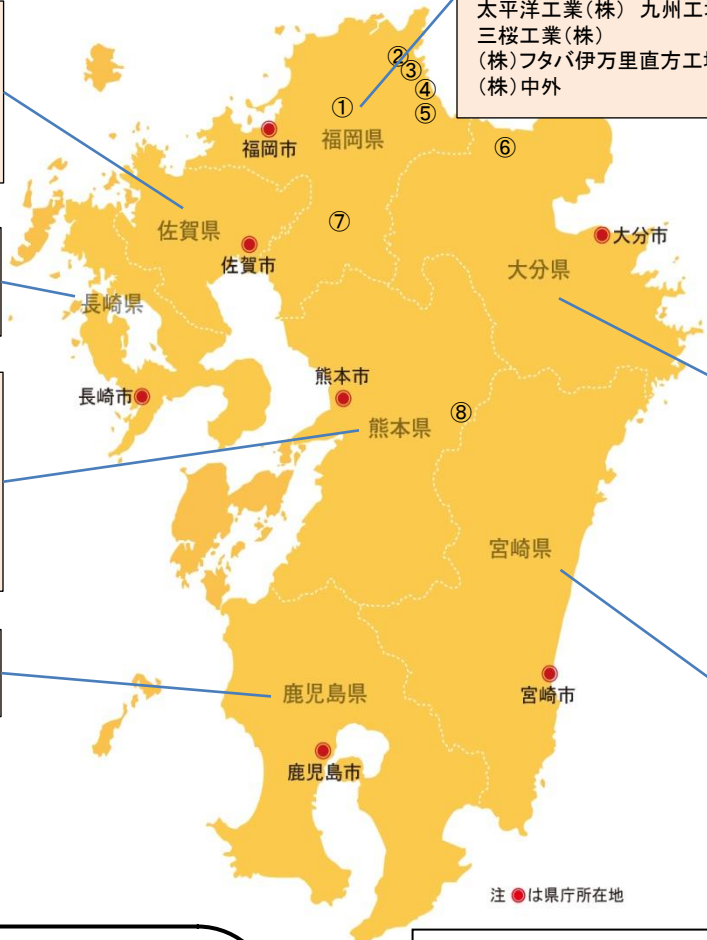 太平洋工業(株) 九州工場
三桜工業(株)
(株)フタバ伊万里直方工場
(株)中外
②
③
④
①
⑤
福岡市
福岡県
⑥
⑦
佐賀県
大分市
佐賀市
大分県
長崎県
熊本市
長崎市
⑧
熊本県
宮崎県
鹿児島県
宮崎市
鹿児島市
注 ◉は県庁所在地